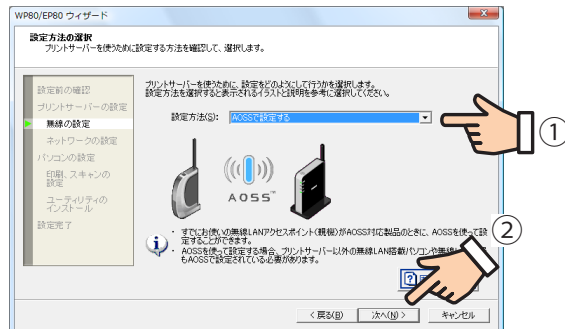 WP80/EP80 ウィザード
設定方法の選択
プリントサーバーを使うために設定する方法を確認して、選択します。
設定前の確認
プリントサーバーの設定
無線の設定
ネットワークの設定
パソコンの設定
印刷、スキャンの
設定
ユーティリティの
インストール
設定完了
プリントサーバーを使うために、設定をどのようにして行うかを選択します。
設定方法を選択すると表示されるイラストと説明を参考に選択してください。
設定方法(S):
AOSSで設定する
①
AOSS™
・ すでにお使いの無線LANアクセスポイント(親機)がAOSS対応製品のときに、AOSSを使って設
定することができます。
・ AOSSを使って設定する場合、プリントサーバー以外の無線LAN搭載パソコンや無線
もAOSSで設定されている必要があります。
②
< 戻る(B)
次へ(N) >
キャンセル